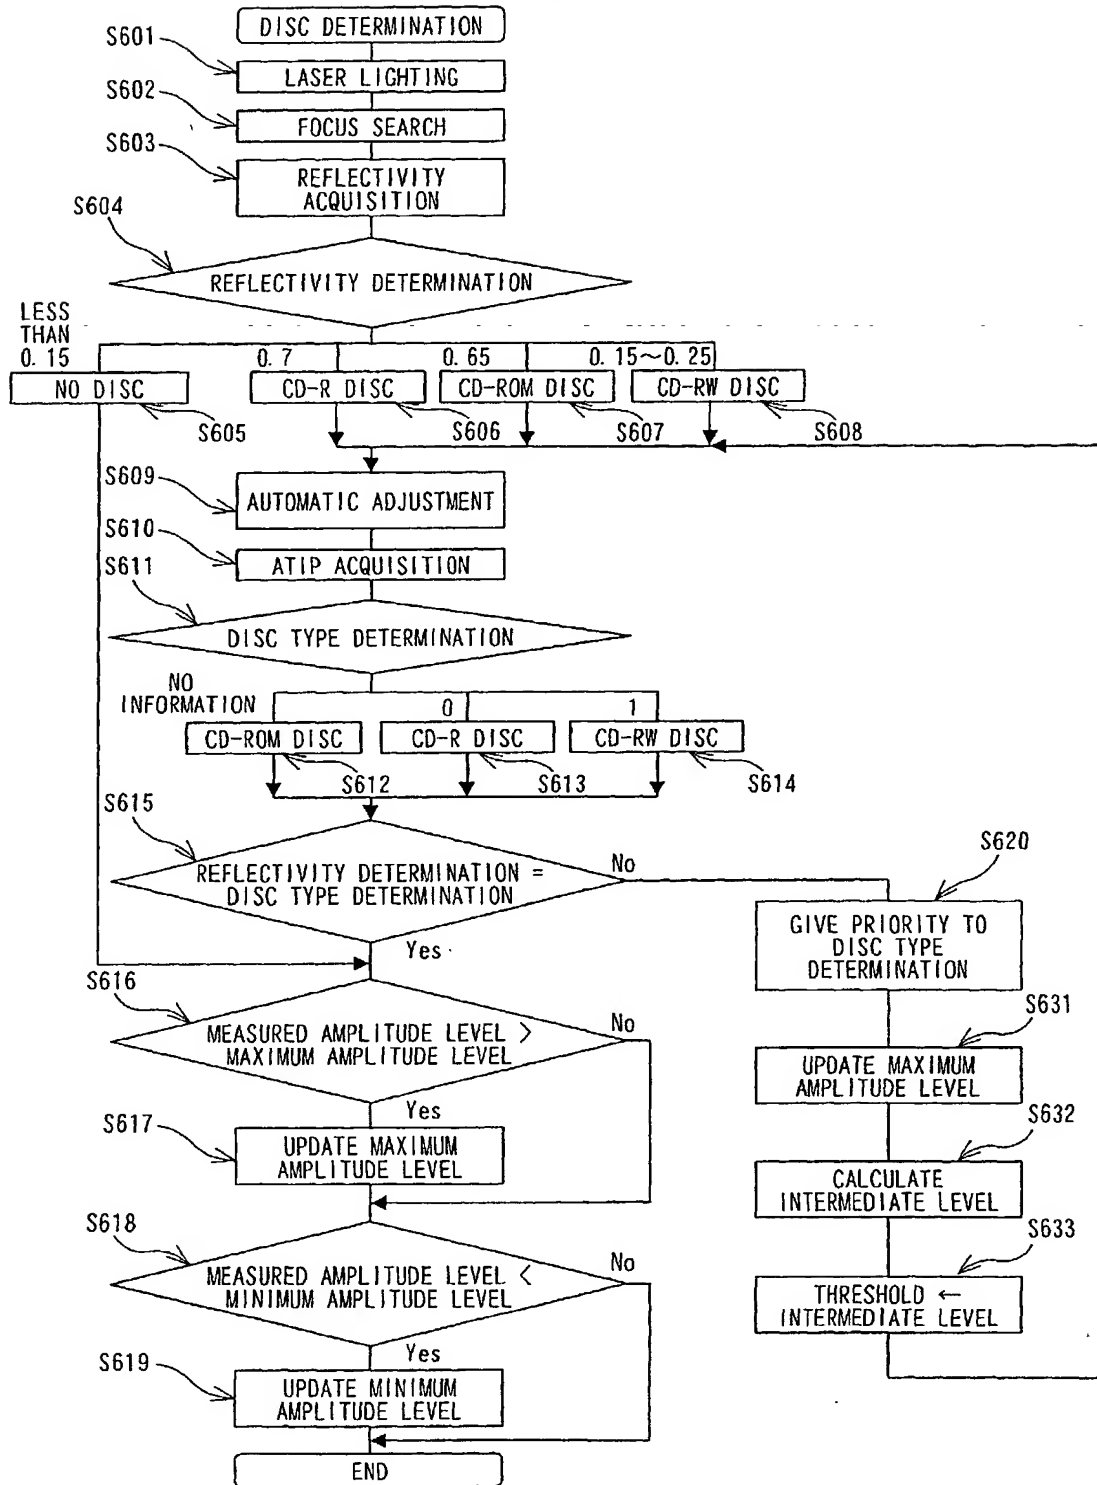 DISC DETERMINATION
S601
LASER LIGHTING
S602
FOCUS SEARCH
S603
REFLECTIVITY
ACQUISITION
S604
REFLECTIVITY DETERMINATION
LESS
THAN
0.15
0.7
0.65
0.15~0.25
NO DISC
CD-R DISC
CD-ROM DISC
CD-RW DISC
S605
S606
S607
S608
S609
AUTOMATIC ADJUSTMENT
S610
ATIP ACQUISITION
S611
DISC TYPE DETERMINATION
NO
INFORMATION
0
1
CD-ROM DISC
CD-R DISC
CD-RW DISC
S612
S613
S614
S615
REFLECTIVITY DETERMINATION =
DISC TYPE DETERMINATION
No
Yes
S620
GIVE PRIORITY TO
DISC TYPE
DETERMINATION
S616
MEASURED AMPLITUDE LEVEL >
MAXIMUM AMPLITUDE LEVEL
No
Yes
S631
UPDATE MAXIMUM
AMPLITUDE LEVEL
S617
UPDATE MAXIMUM
AMPLITUDE LEVEL
S632
CALCULATE
INTERMEDIATE LEVEL
S618
MEASURED AMPLITUDE LEVEL <
MINIMUM AMPLITUDE LEVEL
No
Yes
S633
THRESHOLD ←
INTERMEDIATE LEVEL
S619
UPDATE MINIMUM
AMPLITUDE LEVEL
END